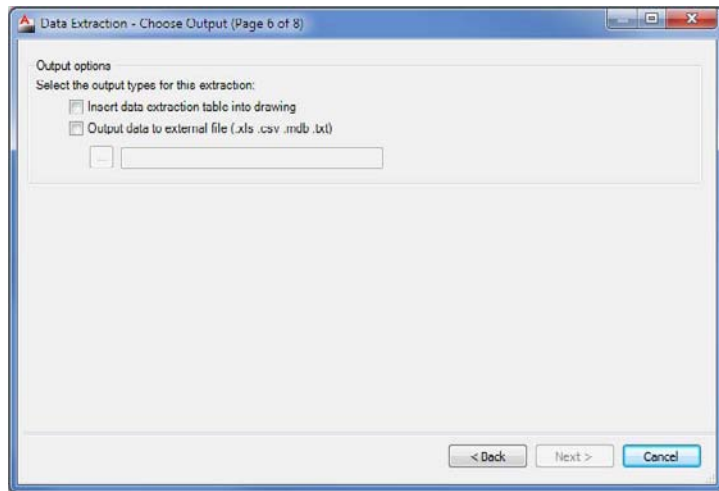 Data Extraction - Choose Output (Page 6 of 8)
Output options
Select the output types for this extraction:
Insert data extraction table into drawing
Output data to external file (.xls .csv .mdb .txt)
...
< Back
Next >
Cancel